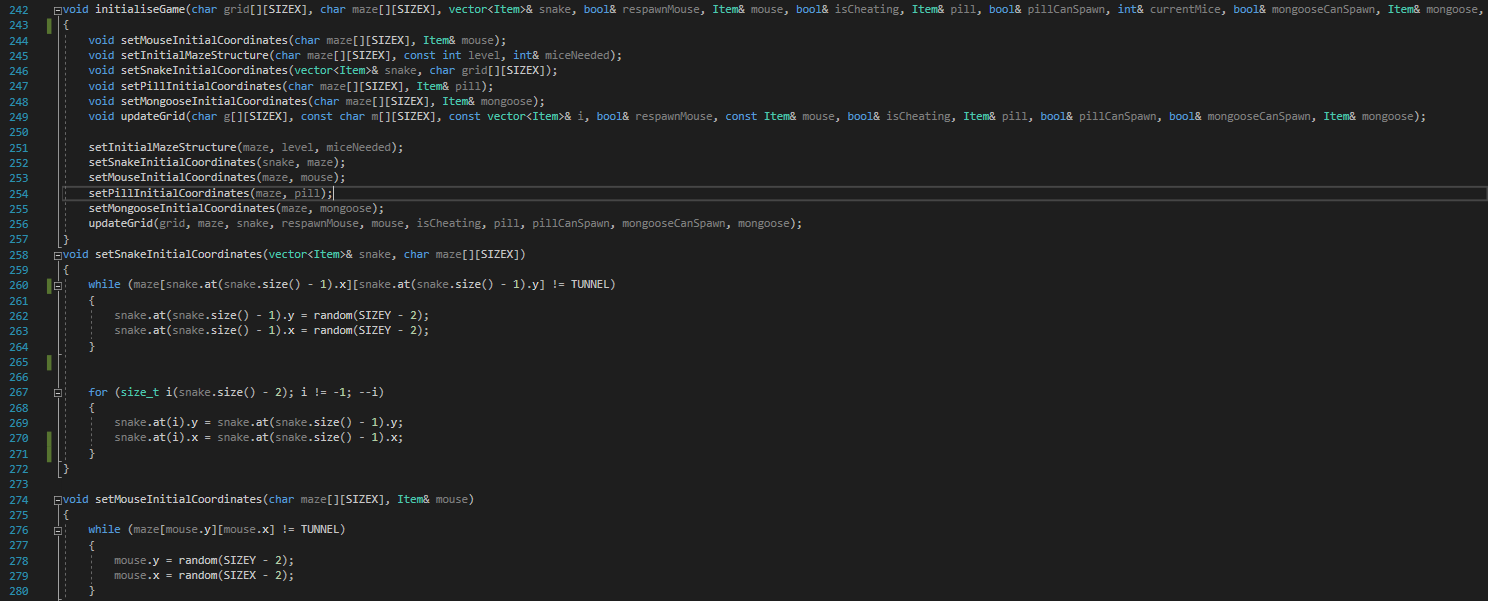 242 void initialiseGame(char grid[][SIZEX], char maze[][SIZEX], vector<Item>& snake, bool& respawnMouse, Item& mouse, bool& isCheating, Item& pill, bool& pillCanSpawn, int& currentMice, bool& mongooseCanSpawn, Item& mongoose,
243 {
244 void setMouseInitialCoordinates(char maze[][SIZEX], Item& mouse);
245 void setInitialMazeStructure(char maze[][SIZEX], const int level, int& miceNeeded);
246 void setSnakeInitialCoordinates(vector<Item>& snake, char grid[][SIZEX]);
247 void setPillInitialCoordinates(char maze[][SIZEX], Item& pill);
248 void setMongooseInitialCoordinates(char maze[][SIZEX], Item& mongoose);
249 void updateGrid(char g[][SIZEX], const char m[][SIZEX], const vector<Item>& i, bool& respawnMouse, const Item& mouse, bool& isCheating, Item& pill, bool& pillCanSpawn, bool& mongooseCanSpawn, Item& mongoose);
250
251 setInitialMazeStructure(maze, level, miceNeeded);
252 setSnakeInitialCoordinates(snake, maze);
253 setMouseInitialCoordinates(maze, mouse);
254 setPillInitialCoordinates(maze, pill);
255 setMongooseInitialCoordinates(maze, mongoose);
256 updateGrid(grid, maze, snake, respawnMouse, mouse, isCheating, pill, pillCanSpawn, mongooseCanSpawn, mongoose);
257 }
258 void setSnakeInitialCoordinates(vector<Item>& snake, char maze[][SIZEX])
259 {
260 while (maze[snake.at(snake.size() - 1).x][snake.at(snake.size() - 1).y] != TUNNEL)
261 {
262 snake.at(snake.size() - 1).y = random(SIZEY - 2);
263 snake.at(snake.size() - 1).x = random(SIZEY - 2);
264 }
265
266
267 for (size_t i(snake.size() - 2); i != -1; --i)
268 {
269 snake.at(i).y = snake.at(snake.size() - 1).y;
270 snake.at(i).x = snake.at(snake.size() - 1).x;
271 }
272 }
273
274 void setMouseInitialCoordinates(char maze[][SIZEX], Item& mouse)
275 {
276 while (maze[mouse.y][mouse.x] != TUNNEL)
277 {
278 mouse.y = random(SIZEY - 2);
279 mouse.x = random(SIZEX - 2);
280 }